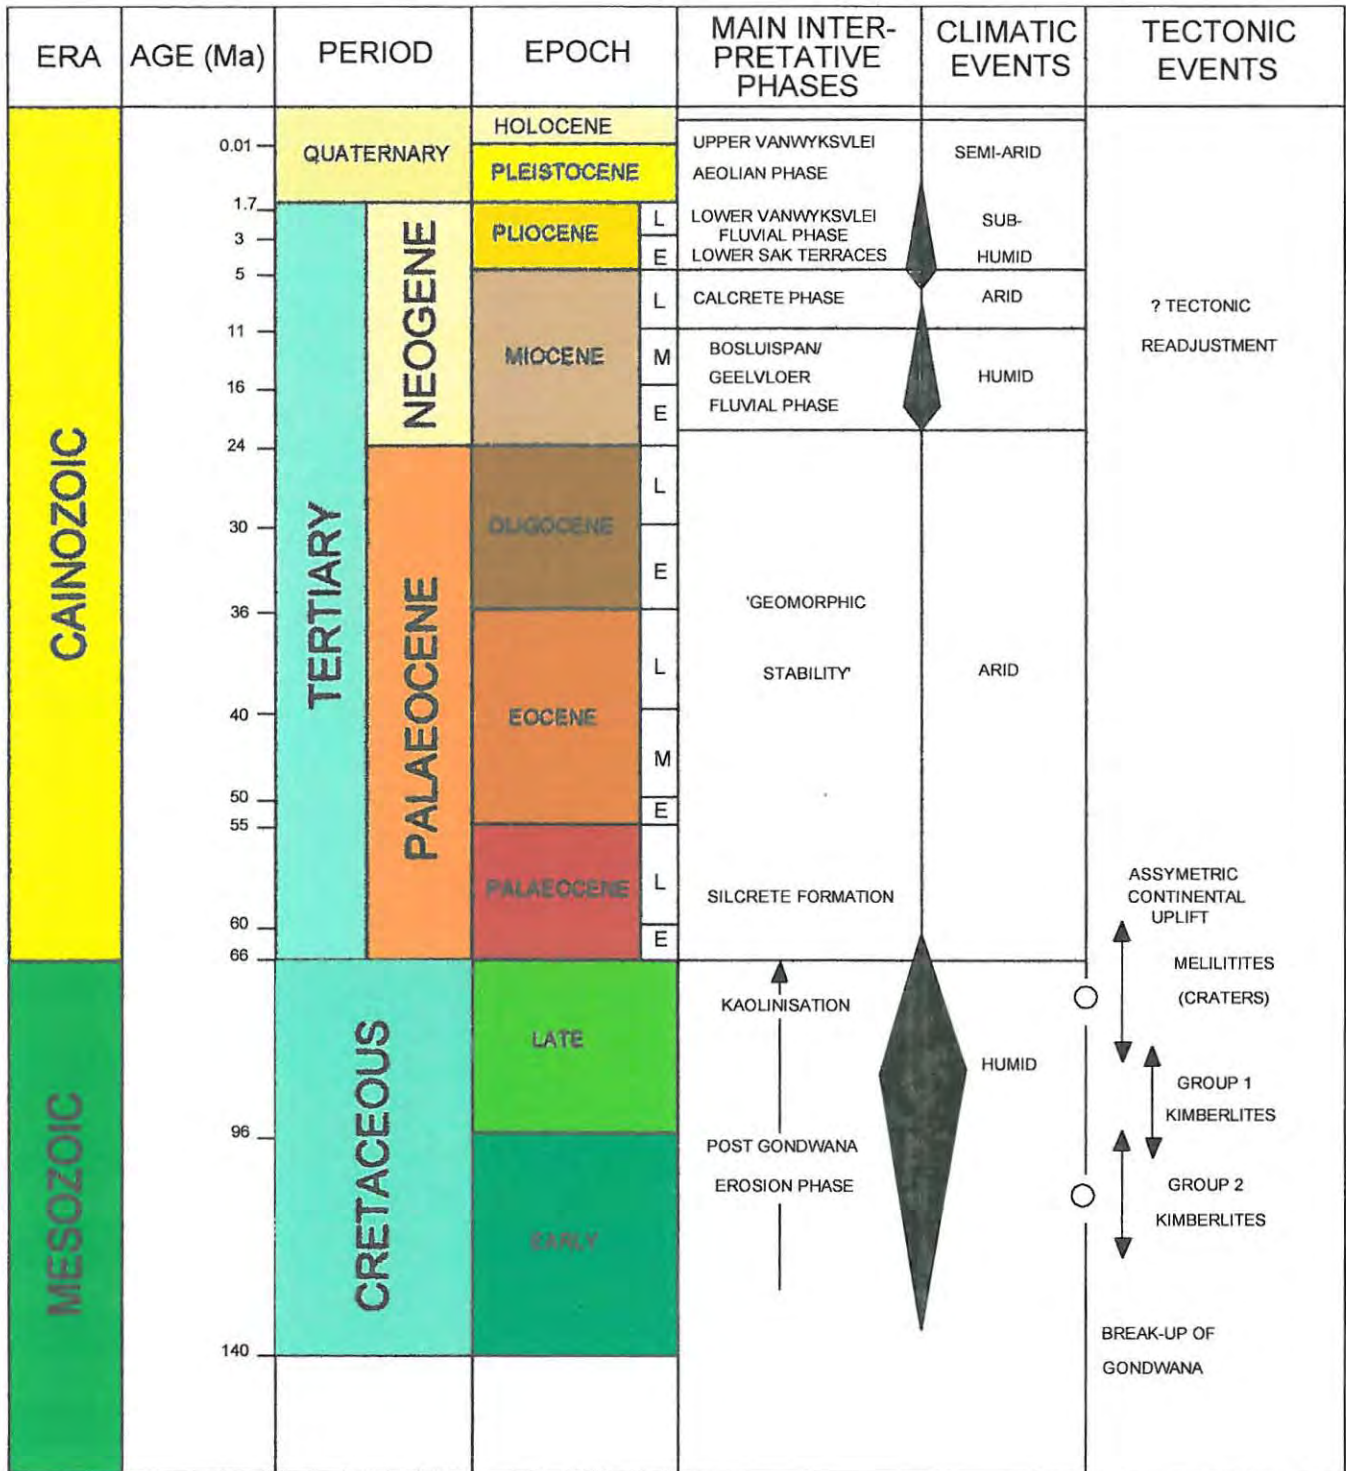 ERA
AGE (Ma)
PERIOD
EPOCH
MAIN INTER-
PRETATIVE
PHASES
CLIMATIC
EVENTS
TECTONIC
EVENTS
CAINOZOIC
MESOZOIC
0.01
1.7
3
5
11
16
24
30
36
40
50
55
60
66
96
140
QUATERNARY
TERTIARY
NEOGENE
PALAEOCENE
CRETACEOUS
HOLOCENE
PLEISTOCENE
PLIOCENE
L
E
MIOCENE
L
M
E
OLIGOCENE
L
E
EOCENE
L
M
E
PALAEOCENE
L
E
LATE
EARLY
UPPER VANWYKSVLEI
AEOLIAN PHASE
LOWER VANWYKSVLEI
FLUVIAL PHASE
LOWER SAK TERRACES
CALCRETE PHASE
BOSLUISPAN/
GEELVLOER
FLUVIAL PHASE
'GEOMORPHIC
STABILITY'
SILCRETE FORMATION
KAOLINISATION
POST GONDWANA
EROSION PHASE
SEMI-ARID
SUB-
HUMID
ARID
HUMID
ARID
HUMID
? TECTONIC
READJUSTMENT
ASSYMETRIC
CONTINENTAL
UPLIFT
MELILITITES
(CRATERS)
GROUP 1
KIMBERLITES
GROUP 2
KIMBERLITES
BREAK-UP OF
GONDWANA